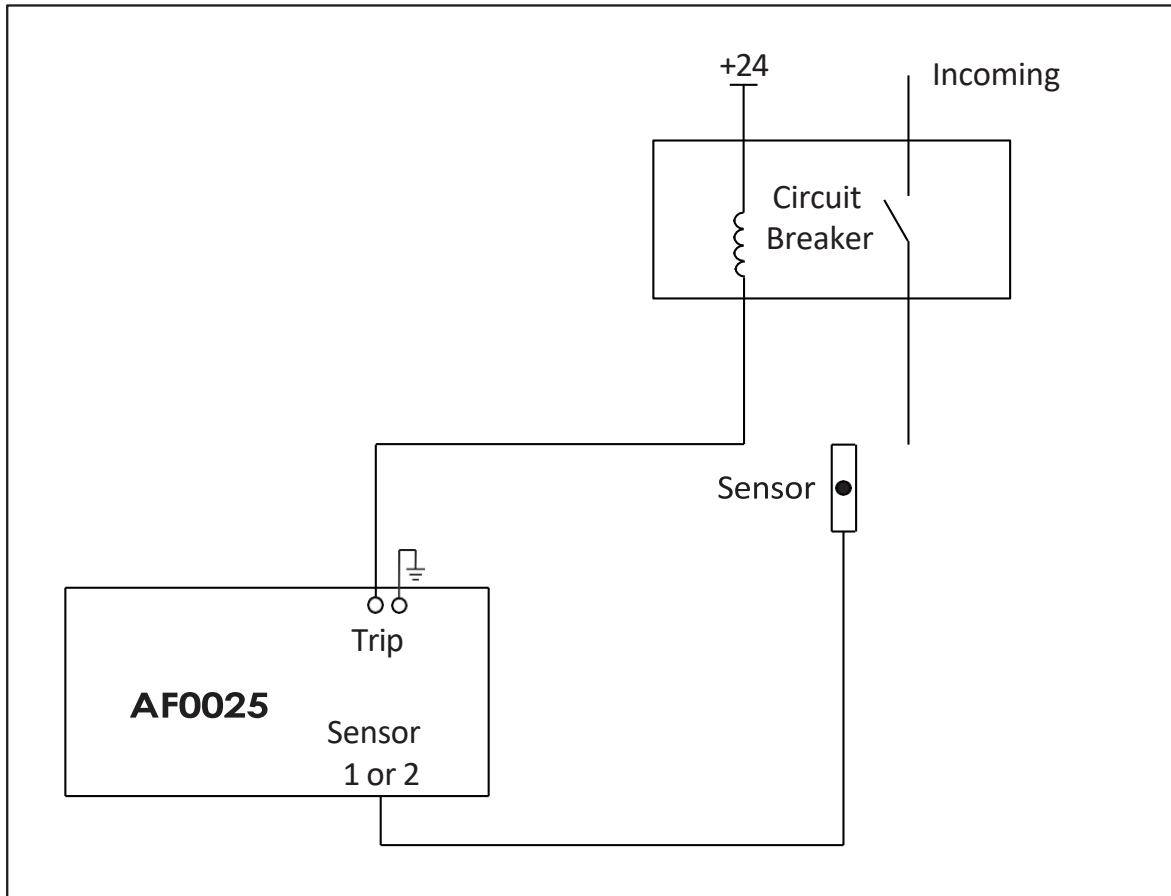 +24
Incoming
Circuit
Breaker
Sensor
Trip
AF0025
Sensor
1 or 2